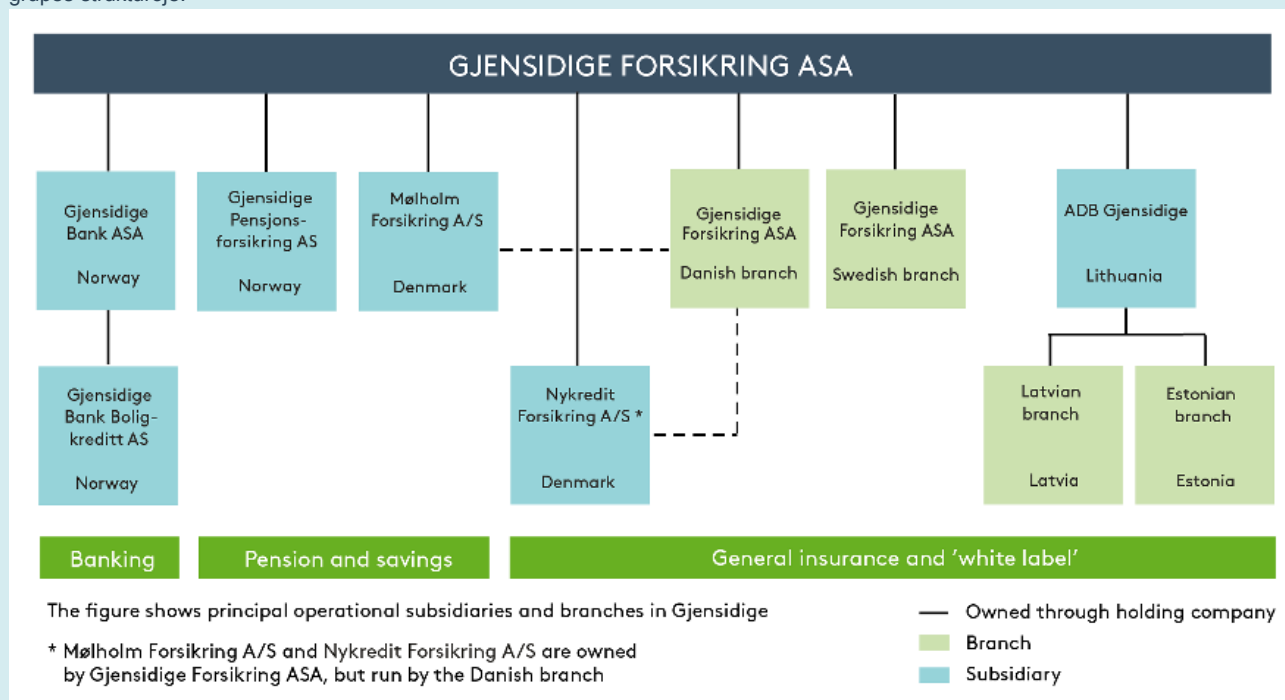 grupės struktūroje.
GJENSIDIGE FORSIKRING ASA
Gjensidige
Bank ASA
Norway
Gjensidige
Pensjons-
forsikring AS
Norway
Mølholm
Forsikring A/S
Denmark
Gjensidige
Forsikring ASA
Danish branch
Gjensidige
Forsikring ASA
Swedish branch
ADB Gjensidige
Lithuania
Gjensidige
Bank Bolig-
kreditt AS
Norway
Nykredit
Forsikring A/S *
Denmark
Latvian
branch
Latvia
Estonian
branch
Estonia
Banking
Pension and savings
General insurance and 'white label'
The figure shows principal operational subsidiaries and branches in Gjensidige
* Mølholm Forsikring A/S and Nykredit Forsikring A/S are owned
by Gjensidige Forsikring ASA, but run by the Danish branch
Owned through holding company
Branch
Subsidiary